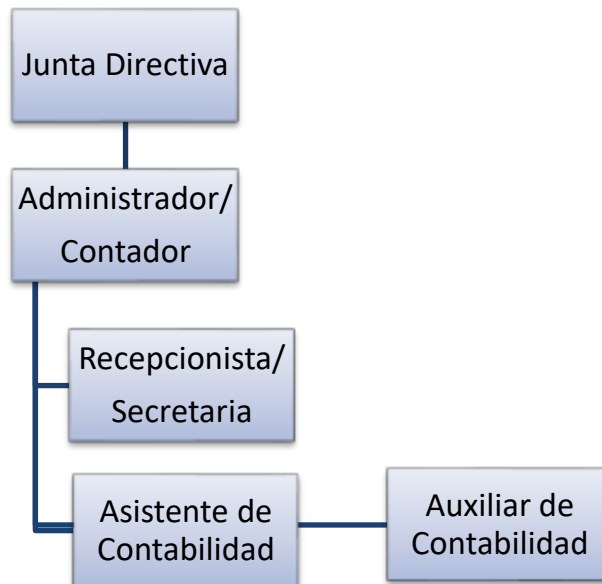 Junta Directiva
Administrador/
Contador
Recepcionista/
Secretaria
Asistente de
Contabilidad
Auxiliar de
Contabilidad